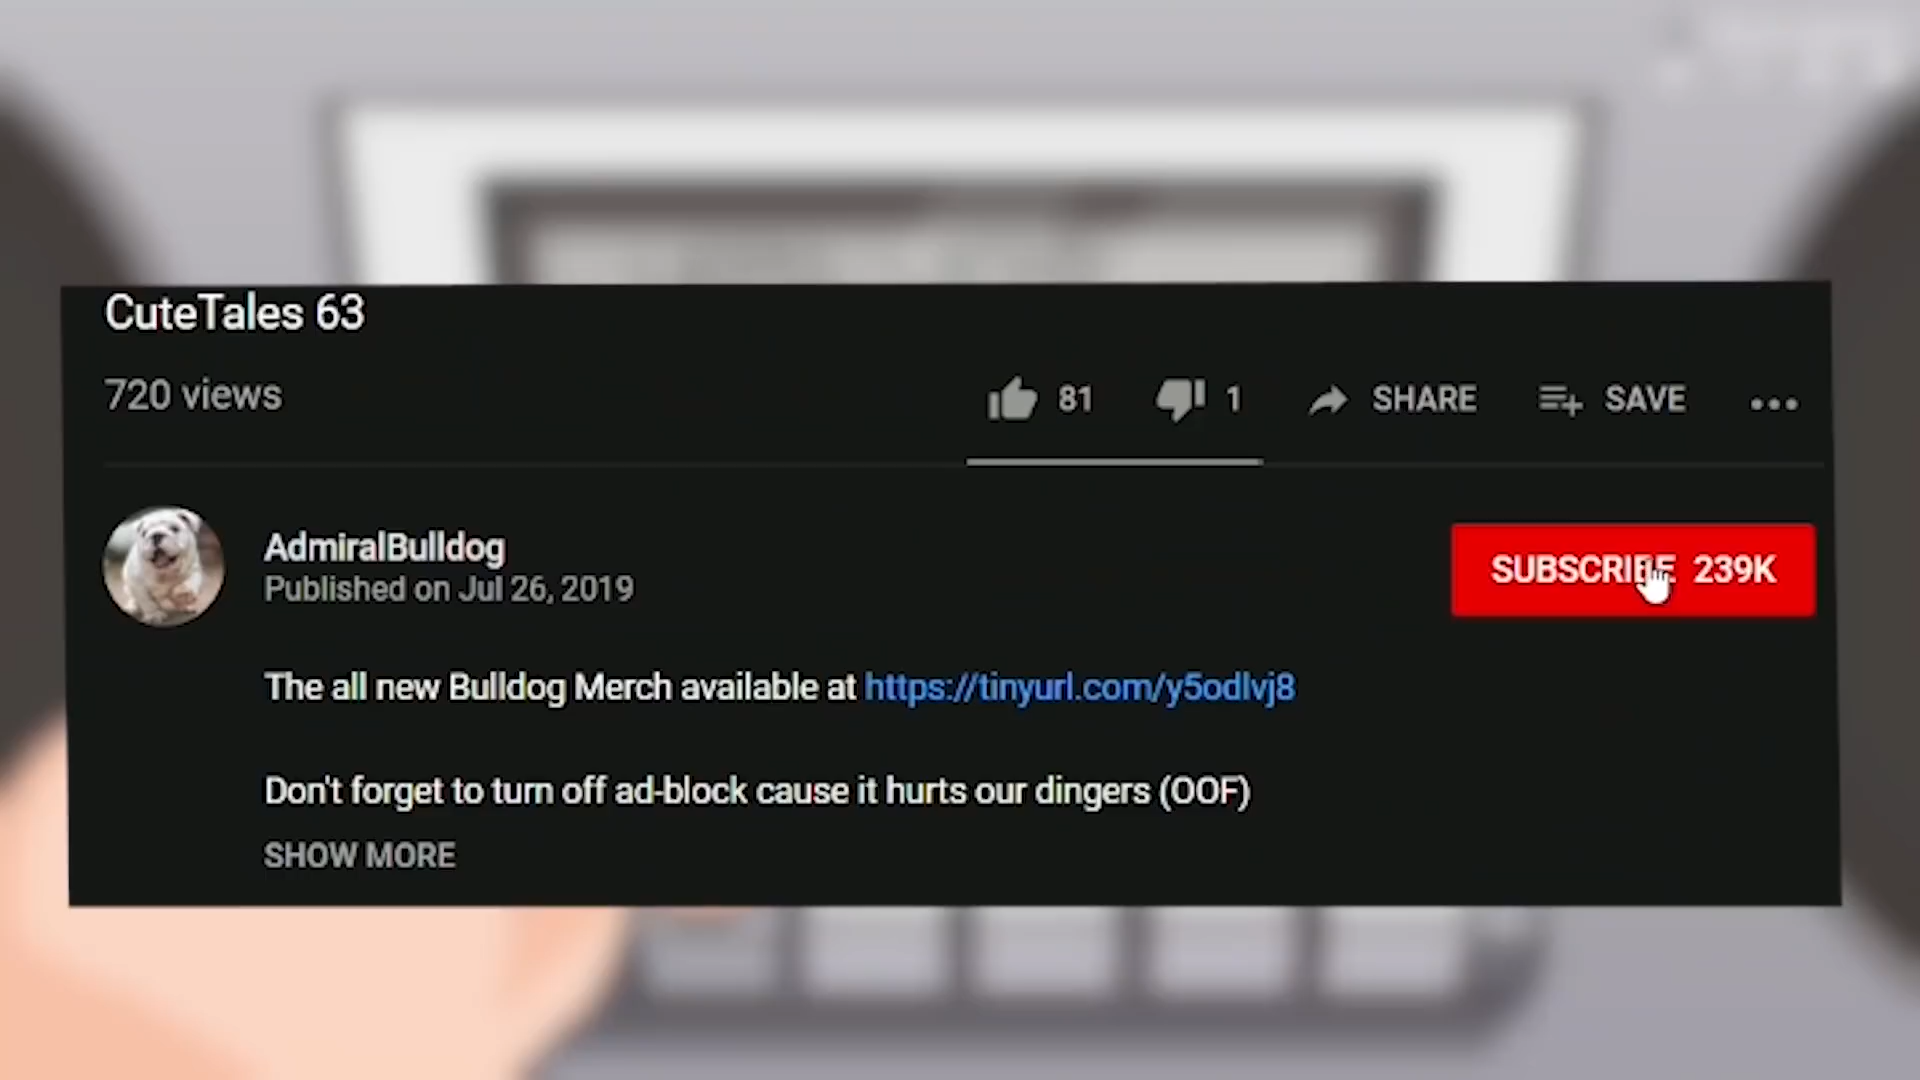 CuteTales 63
720 views
81 1 SHARE SAVE
AdmiralBulldog
Published on Jul 26, 2019
SUBSCRIBE 239K
The all new Bulldog Merch available at https://tinyurl.com/y5odlvj8
Don't forget to turn off ad-block cause it hurts our dingers (OOF)
SHOW MORE